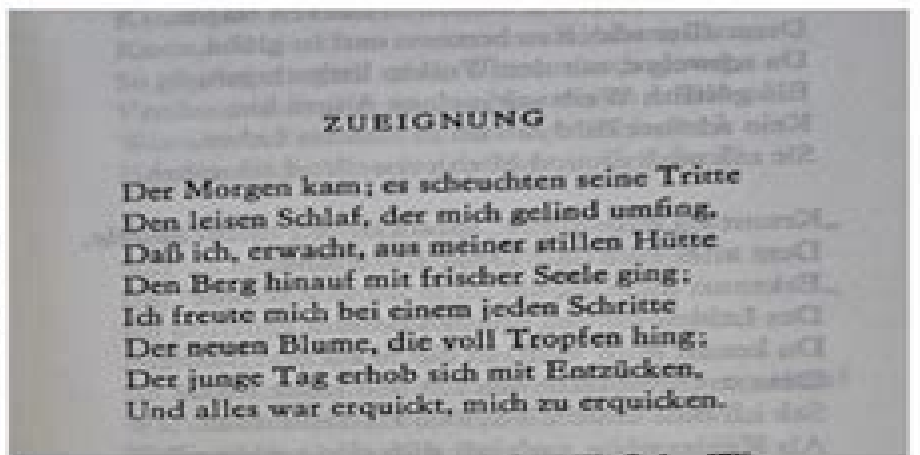 ZUEIGNUNG
Der Morgen kam; es scheuchten seine Tritte
Den leisen Schlaf, der mich gelind umfing,
Daß ich, erwacht, aus meiner stillen Hütte
Den Berg hinauf mit frischer Seele ging;
Ich freute mich bei einem jeden Schritte
Der neuen Blume, die voll Tropfen hing;
Der junge Tag erhob sich mit Entzücken,
Und alles war erquickt, mich zu erquicken.